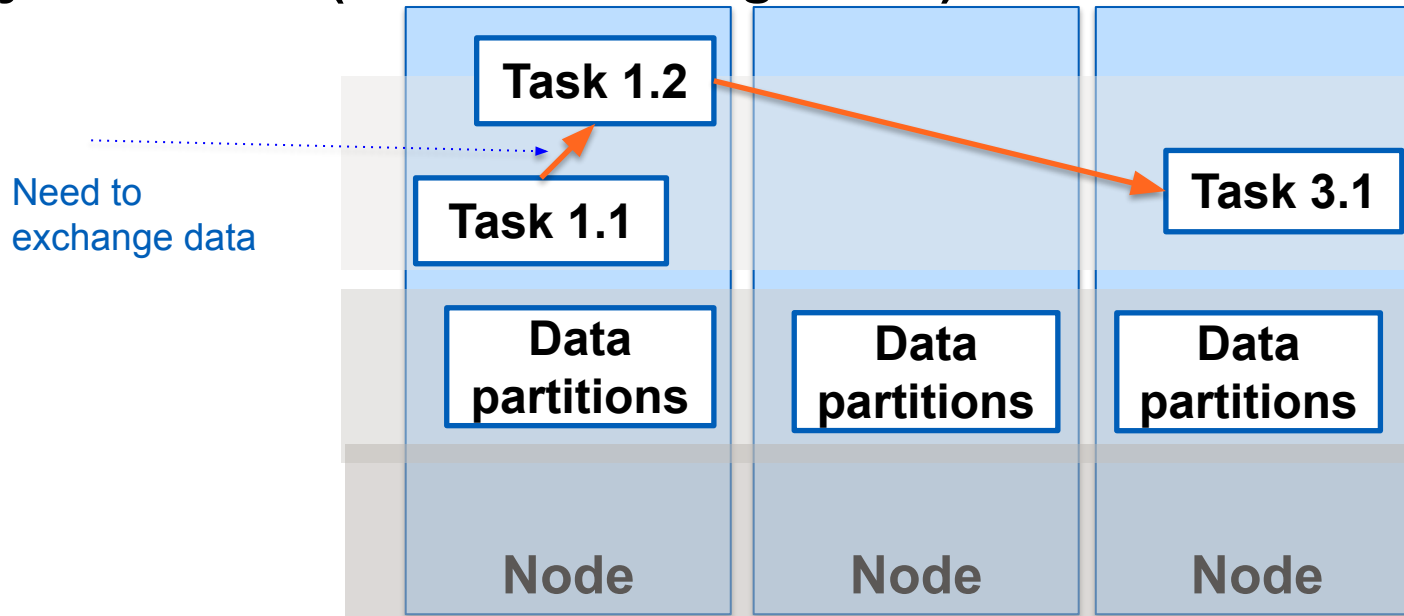 Task 1.2
Need to
exchange data
Task 1.1
Task 3.1
Data
partitions
Data
partitions
Data
partitions
Node
Node
Node